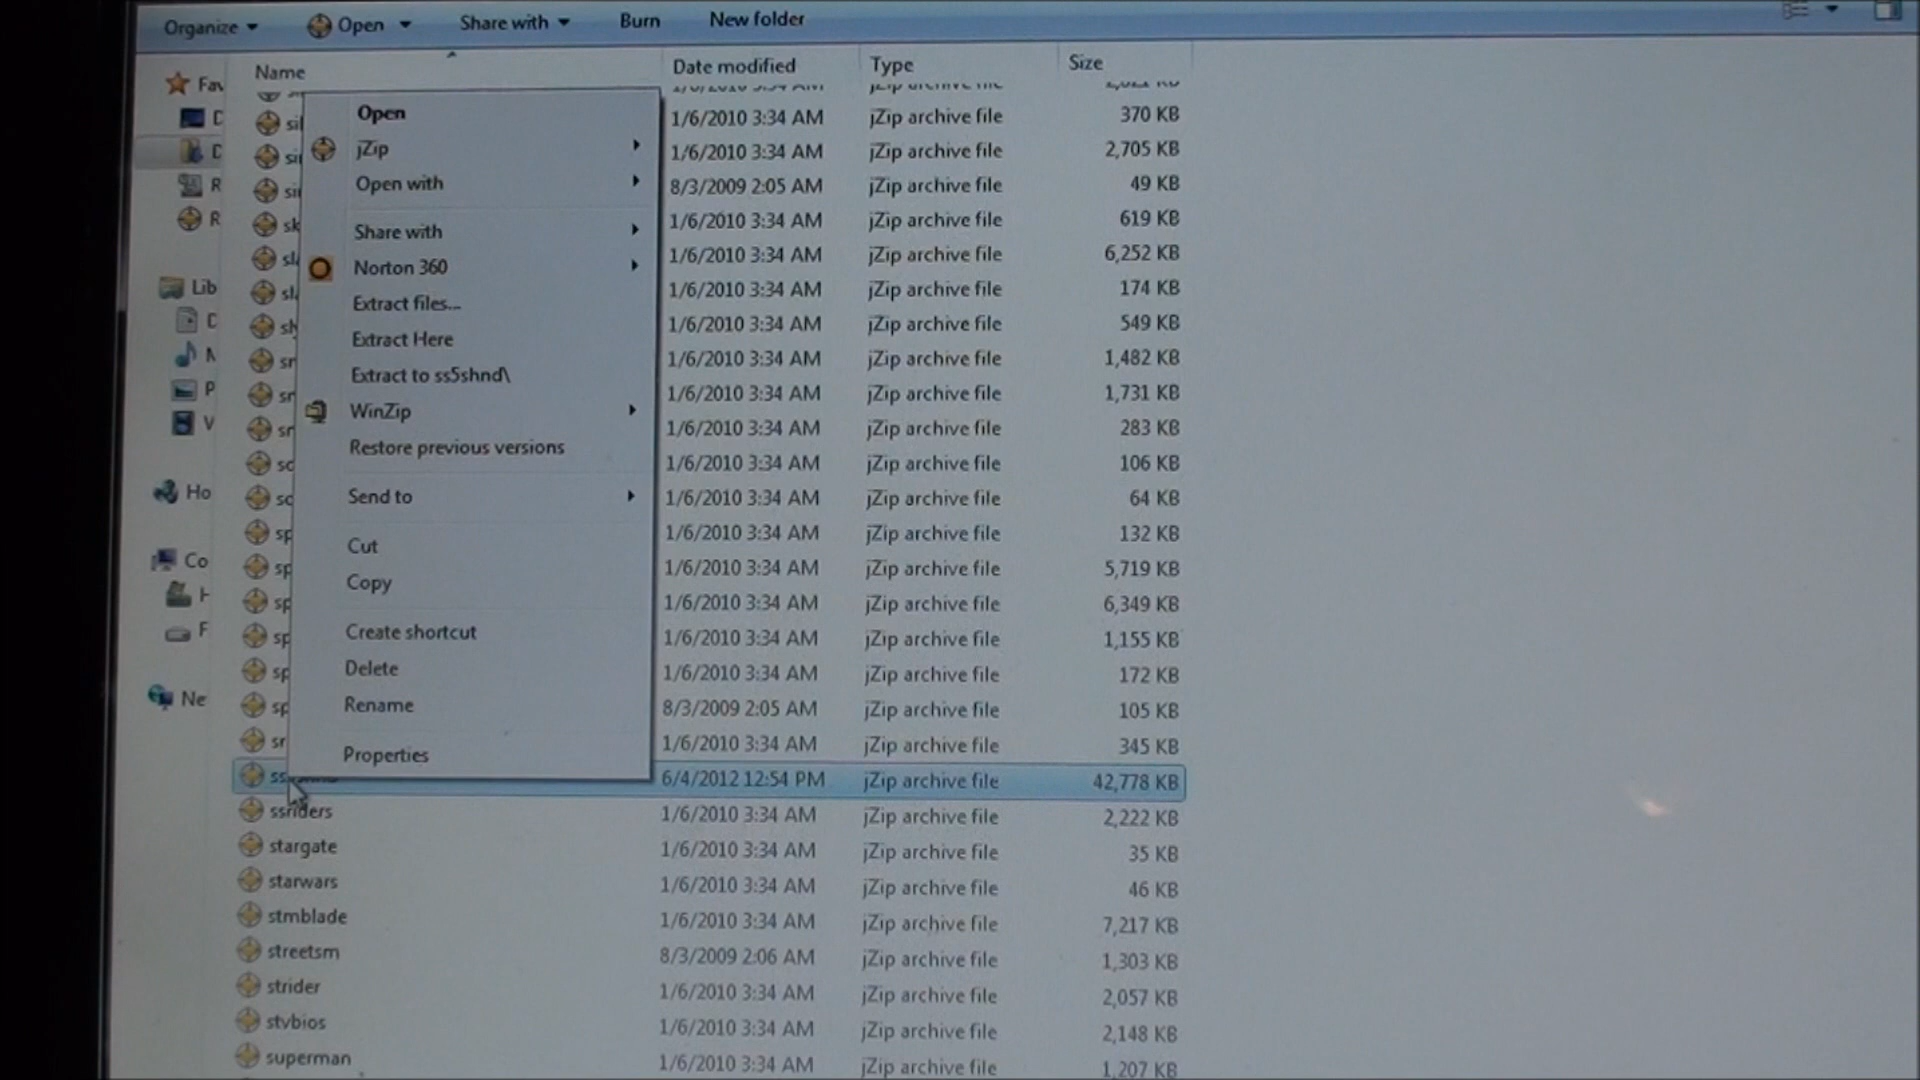 Organize Open Share with Burn New folder
Name Date modified Type Size
Fav
Open
1/6/2010 3:34 AM jZip archive file 370 KB
jZip
1/6/2010 3:34 AM jZip archive file 2,705 KB
Open with
8/3/2009 2:05 AM jZip archive file 49 KB
1/6/2010 3:34 AM jZip archive file 619 KB
Share with
1/6/2010 3:34 AM jZip archive file 6,252 KB
Norton 360
Lib
1/6/2010 3:34 AM jZip archive file 174 KB
Extract files...
1/6/2010 3:34 AM jZip archive file 549 KB
Extract Here
1/6/2010 3:34 AM jZip archive file 1,482 KB
Extract to ss5shnd\
1/6/2010 3:34 AM jZip archive file 1,731 KB
WinZip
1/6/2010 3:34 AM jZip archive file 283 KB
Restore previous versions
1/6/2010 3:34 AM jZip archive file 106 KB
Ho
Send to
1/6/2010 3:34 AM jZip archive file 64 KB
1/6/2010 3:34 AM jZip archive file 132 KB
Cut
Co
1/6/2010 3:34 AM jZip archive file 5,719 KB
Copy
1/6/2010 3:34 AM jZip archive file 6,349 KB
Create shortcut
1/6/2010 3:34 AM jZip archive file 1,155 KB
Delete
1/6/2010 3:34 AM jZip archive file 172 KB
Ne
Rename
8/3/2009 2:05 AM jZip archive file 105 KB
1/6/2010 3:34 AM jZip archive file 345 KB
Properties
6/4/2012 12:54 PM jZip archive file 42,778 KB
ssriders 1/6/2010 3:34 AM jZip archive file 2,222 KB
stargate 1/6/2010 3:34 AM jZip archive file 35 KB
starwars 1/6/2010 3:34 AM jZip archive file 46 KB
stmblade 1/6/2010 3:34 AM jZip archive file 7,217 KB
streetsm 8/3/2009 2:06 AM jZip archive file 1,303 KB
strider 1/6/2010 3:34 AM jZip archive file 2,057 KB
stvbios 1/6/2010 3:34 AM jZip archive file 2,148 KB
superman 1/6/2010 3:34 AM jZip archive file 1,207 KB